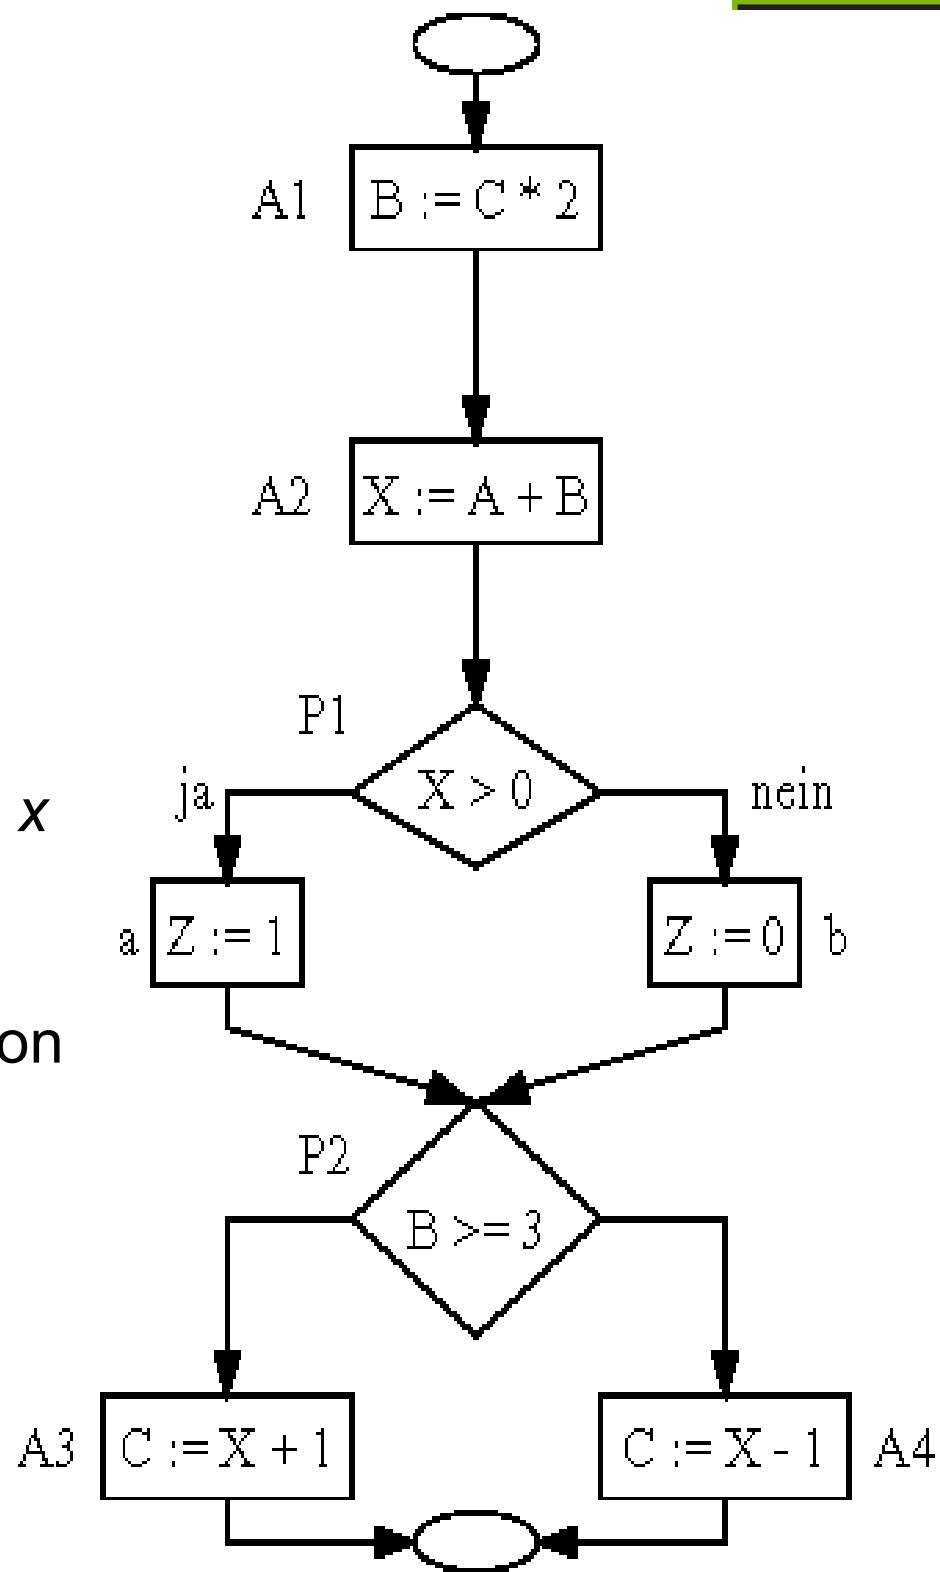 A1 B := C * 2
A2 X := A + B
P1
ja X > 0 nein
x
a Z := 1 Z := 0 b
on
P2
B >= 3
A3 C := X + 1 C := X - 1 A4